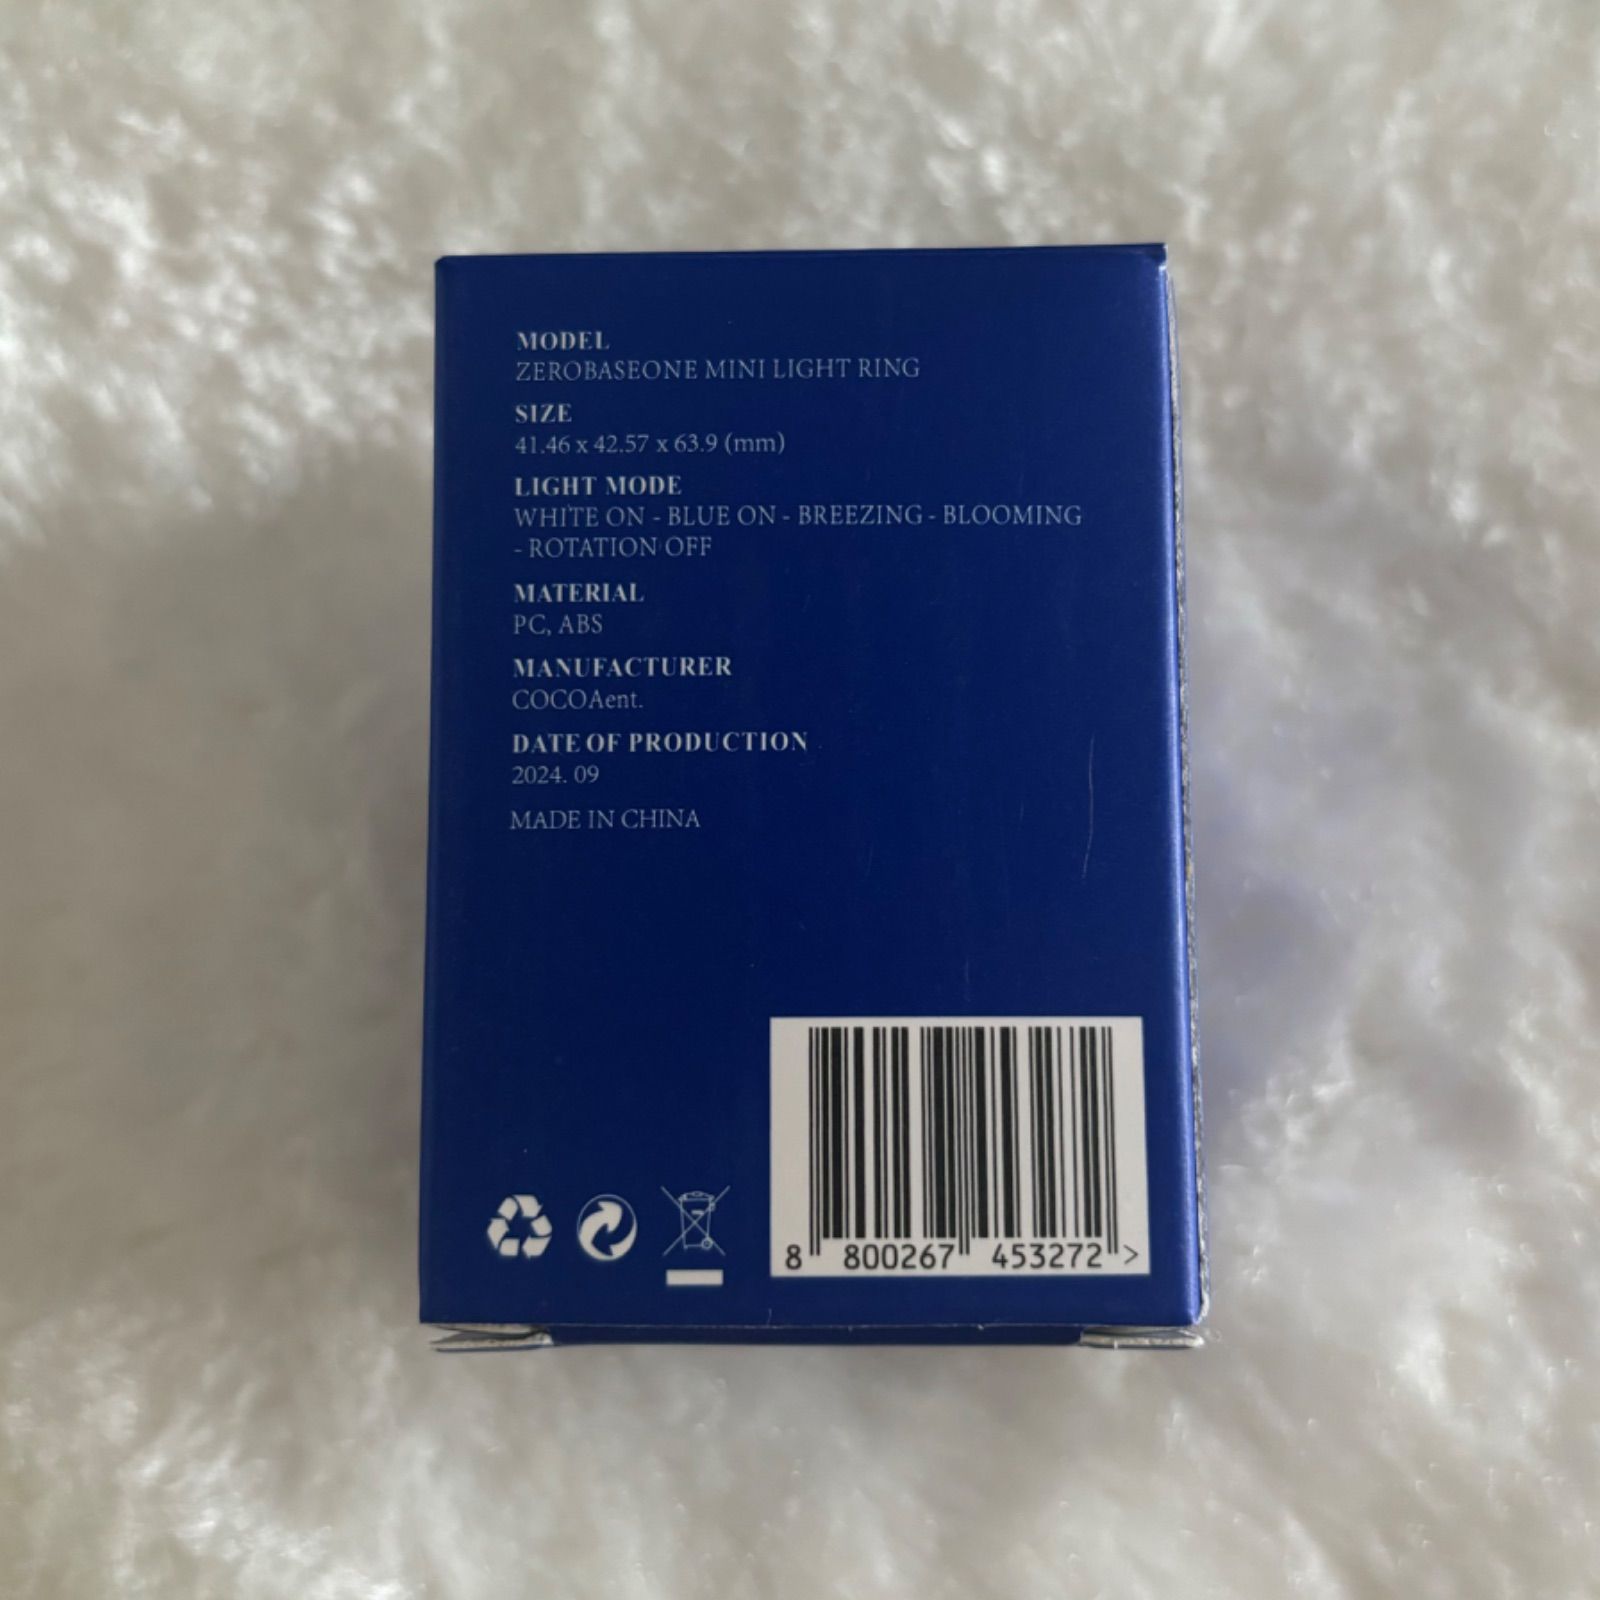 MODEL
ZEROBASEONE MINI LIGHT RING
SIZE
41.46 x 42.57 x 63.9 (mm)
LIGHT MODE
WHITE ON - BLUE ON - BREEZING - BLOOMING
- ROTATION OFF
MATERIAL
PC, ABS
MANUFACTURER
COCOAent.
DATE OF PRODUCTION
2024. 09
MADE IN CHINA
8 800267 453272 >